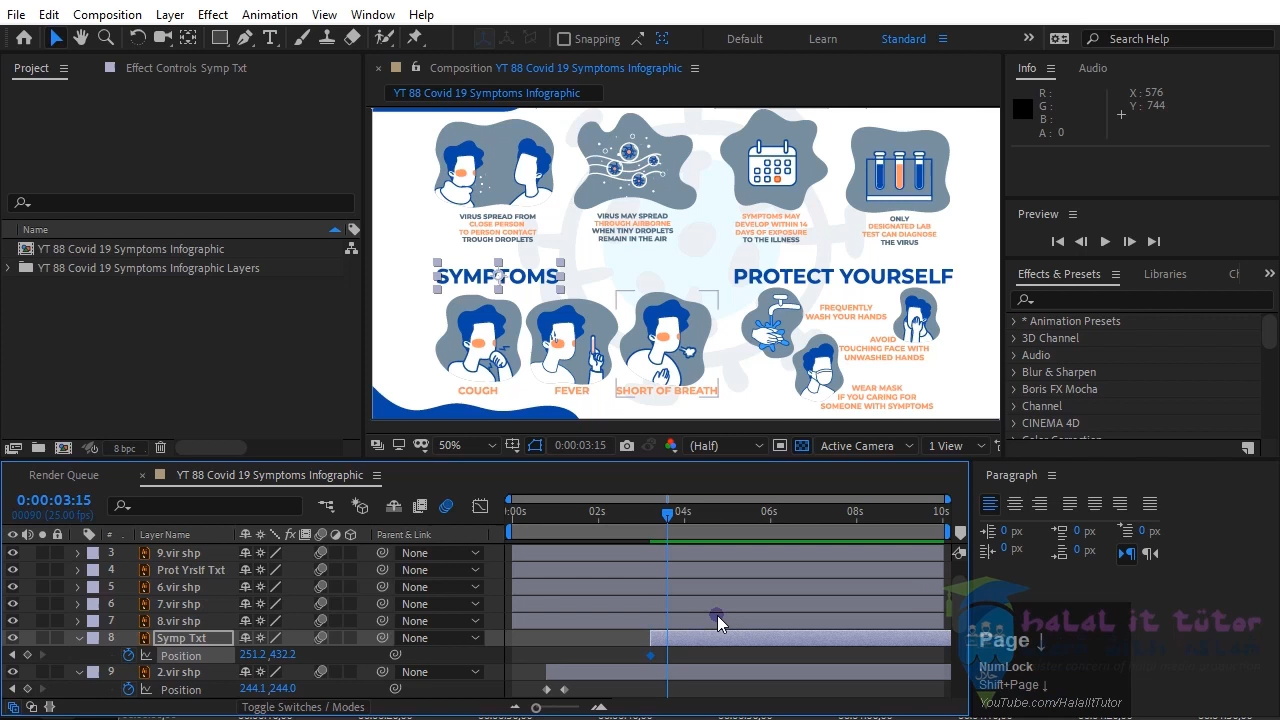 File Edit Composition Layer Effect Animation View Window Help
Snapping Default Learn Standard Search Help
Project Effect Controls Symp Txt
Composition YT 88 Covid 19 Symptoms Infographic
YT 88 Covid 19 Symptoms Infographic
Info Audio
R : X : 576
G : Y : 744
B :
A : 0
Name
YT 88 Covid 19 Symptoms Infographic
YT 88 Covid 19 Symptoms Infographic Layers
8 bpc
VIRUS SPREAD FROM
CLOSE PERSON
TO PERSON CONTACT
TROUGH DROPLETS
VIRUS MAY SPREAD
THROUGH AIRBORNE
WHEN TINY DROPLETS
REMAIN IN THE AIR
SYMPTOMS MAY
DEVELOP WITHIN 14
DAYS OF EXPOSURE
TO THE ILLNESS
ONLY
DESIGNATED LAB
TEST CAN DIAGNOSE
THE VIRUS
SYMPTOMS
PROTECT YOURSELF
COUGH
FEVER
SHORT OF BREATH
FREQUENTLY
WASH YOUR HANDS
AVOID
TOUCHING FACE WITH
UNWASHED HANDS
WEAR MASK
IF YOU CARING FOR
SOMEONE WITH SYMPTOMS
50% 0:00:03:15 (Half) Active Camera 1 View
Preview
Effects & Presets Libraries
* Animation Presets
3D Channel
Audio
Blur & Sharpen
Boris FX Mocha
Channel
CINEMA 4D
Color Correction
Render Queue YT 88 Covid 19 Symptoms Infographic
0:00:03:15
00090 (25.00 fps)
:00s 02s 04s 06s 08s 10s
# Layer Name Parent & Link
3 9.vir shp None
4 Prot Yrslf Txt None
5 6.vir shp None
6 7.vir shp None
7 8.vir shp None
8 Symp Txt None
Position 251.2,432.2
9 2.vir shp None
Position 244.1,244.0
Toggle Switches / Modes
Paragraph
0 px 0 px 0 px
0 px 0 px
halal it tutor
Page ↓
NumLock
Shift+Page ↓
YouTube.com/HalalItTutor